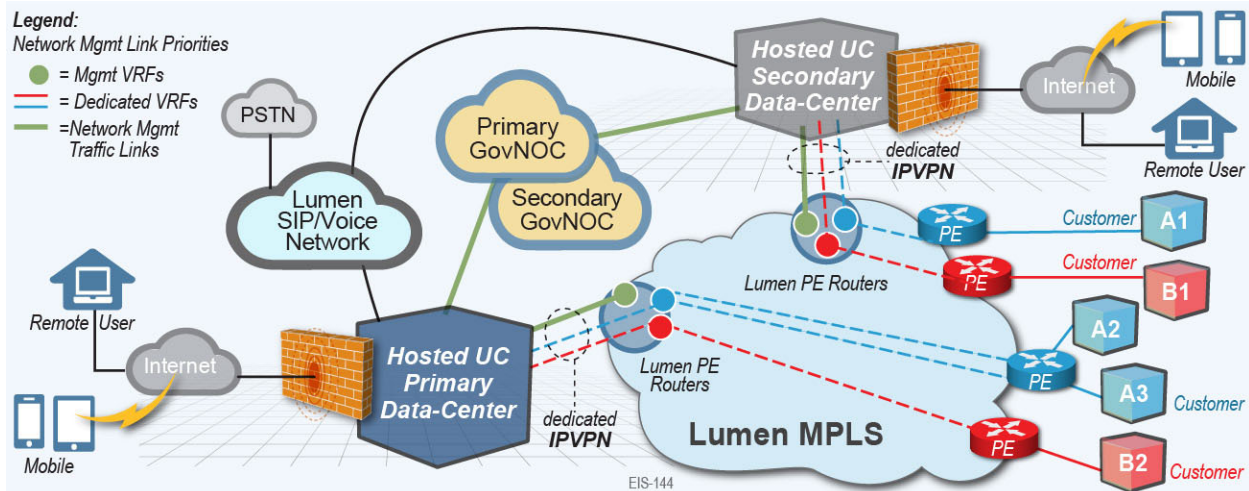 Legend:
Network Mgmt Link Priorities
= Mgmt VRFs
= Dedicated VRFs
=Network Mgmt
Traffic Links
PSTN
Lumen
SIP/Voice
Network
Primary
GovNOC
Secondary
GovNOC
Hosted UC
Secondary
Data-Center
Internet
Mobile
Remote User
dedicated
IPVPN
Lumen PE Routers
PE
Customer
A1
PE
Customer
B1
Remote User
Internet
Mobile
Hosted UC
Primary
Data-Center
dedicated
IPVPN
Lumen PE
Routers
Lumen MPLS
A2
PE
A3
Customer
PE
B2
Customer
EIS-144